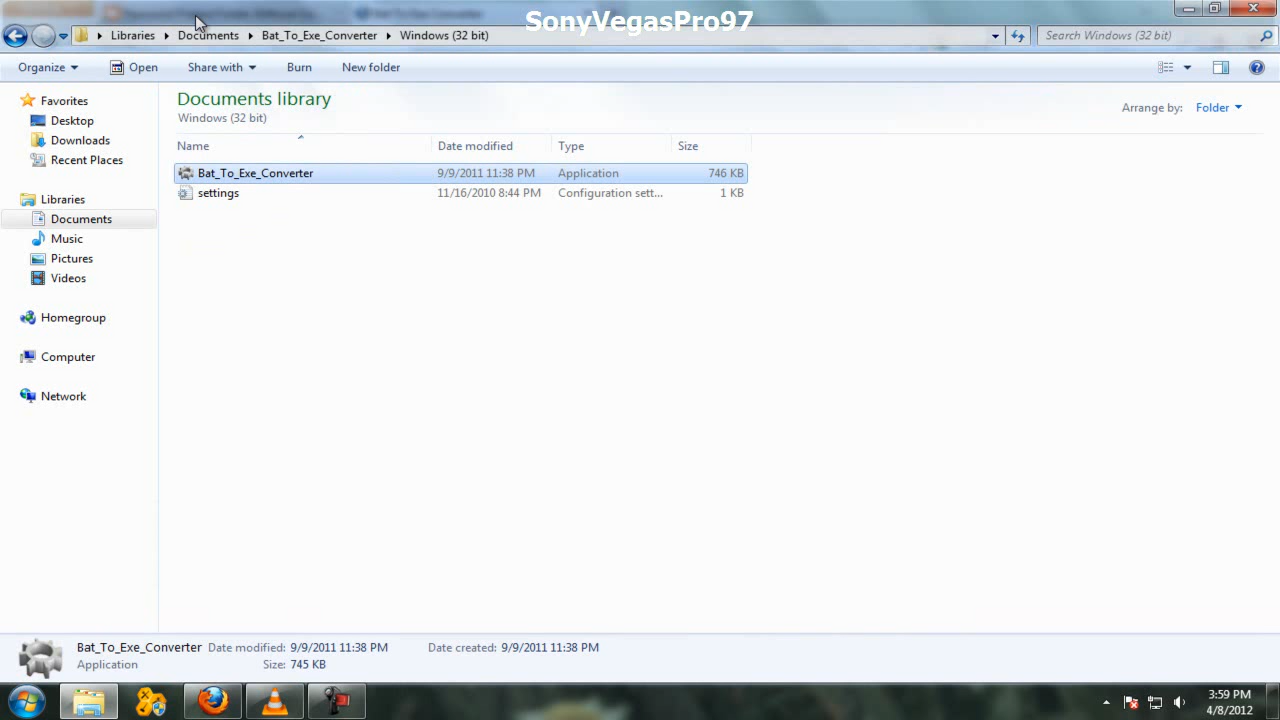 SonyVegasPro97
Libraries Documents Bat_To_Exe_Converter Windows (32 bit) Search Windows (32 bit)
Organize Open Share with Burn New folder
Documents library
Windows (32 bit)
Arrange by: Folder
Name Date modified Type Size
Bat_To_Exe_Converter 9/9/2011 11:38 PM Application 746 KB
settings 11/16/2010 8:44 PM Configuration sett... 1 KB
Favorites
Desktop
Downloads
Recent Places
Libraries
Documents
Music
Pictures
Videos
Homegroup
Computer
Network
Bat_To_Exe_Converter Date modified: 9/9/2011 11:38 PM Date created: 9/9/2011 11:38 PM
Application Size: 745 KB
3:59 PM
4/8/2012